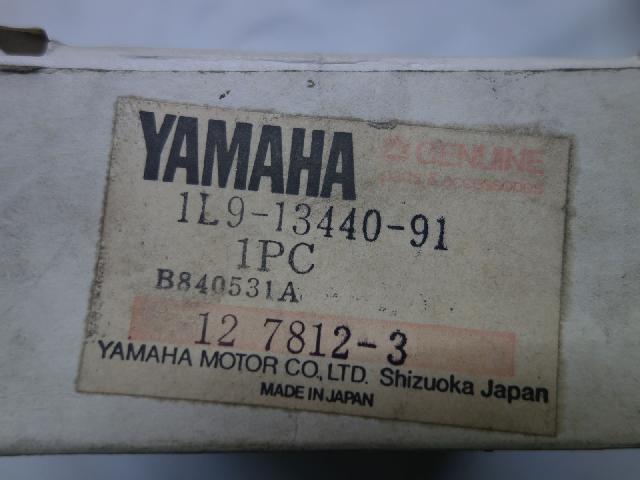 YAMAHA GENUINE
parts & accessories
1L9-13440-91
1PC
B840531A
12 7812-3
YAMAHA MOTOR CO., LTD. Shizuoka Japan
MADE IN JAPAN